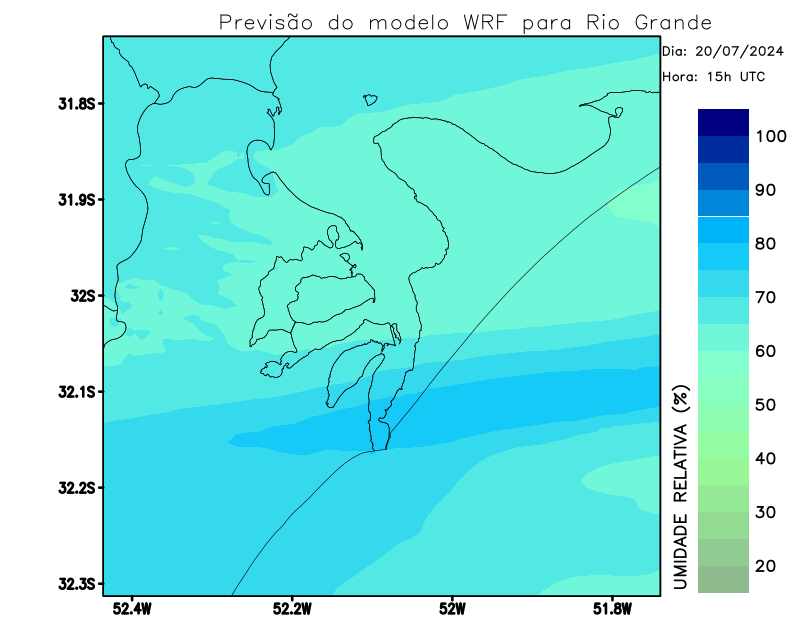 Previsão do modelo WRF para Rio Grande
Dia: 20/07/2024
Hora: 15h UTC
31.8S
31.9S
32S
32.1S
32.2S
32.3S
52.4W
52.2W
52W
51.8W
100
90
80
70
60
50
40
30
20
UMIDADE RELATIVA (%)